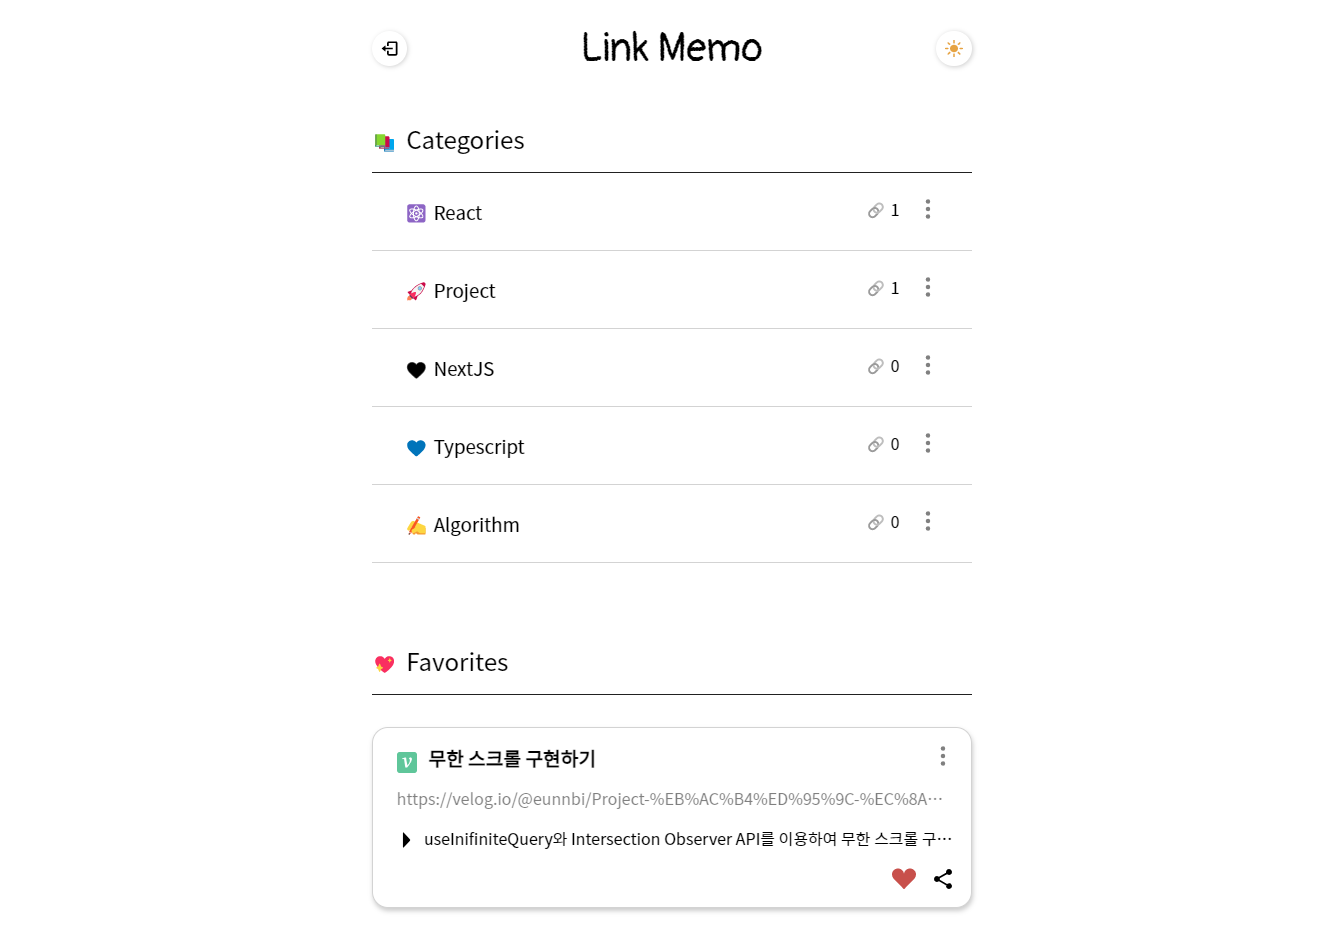 Link Memo
📚 Categories
⚛️ React 1
🚀 Project 1
🖤 NextJS 0
💙 Typescript 0
✍️ Algorithm 0
💖 Favorites
무한 스크롤 구현하기
https://velog.io/@eunnbi/Project-%EB%AC%B4%ED%95%9C-%EC%8A…
useInifiniteQuery와 Intersection Observer API를 이용하여 무한 스크롤 구…